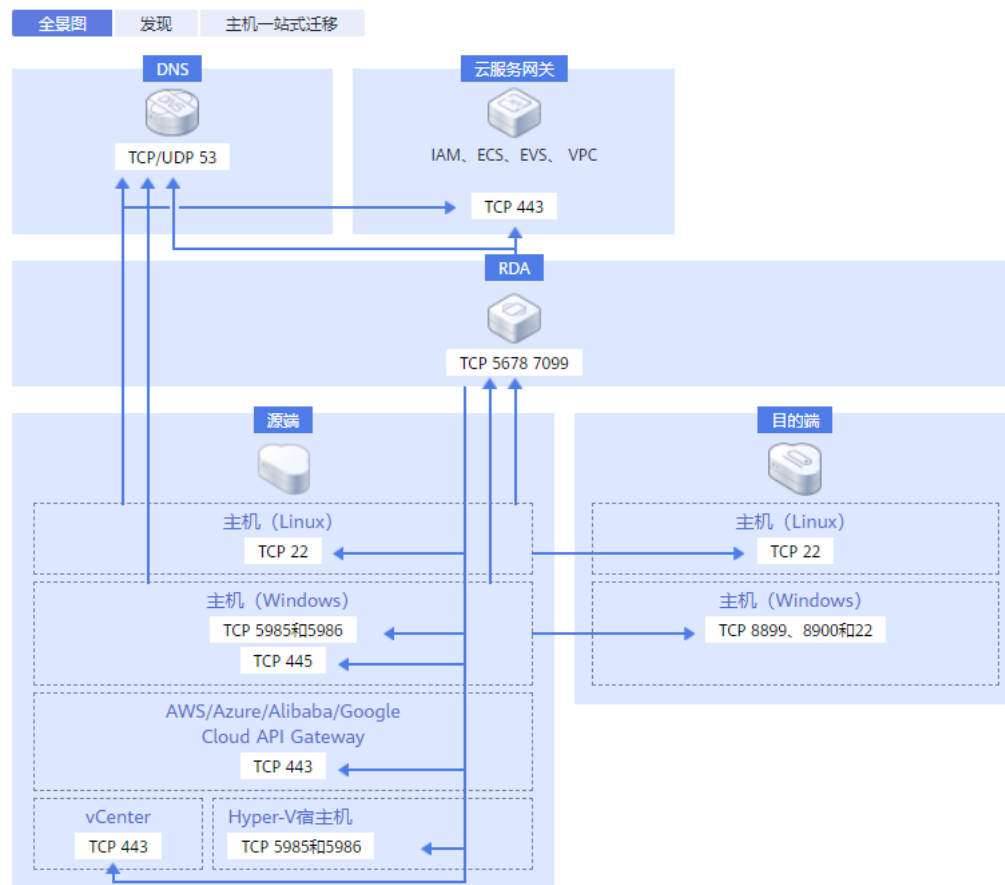 全景图
发现
主机一站式迁移
DNS
DNS
TCP/UDP 53
云服务网关
IAM、ECS、EVS、 VPC
TCP 443
RDA
TCP 5678 7099
源端
主机（Linux）
TCP 22
主机（Windows）
TCP 5985和5986
TCP 445
AWS/Azure/Alibaba/Google
Cloud API Gateway
TCP 443
vCenter
TCP 443
Hyper-V宿主机
TCP 5985和5986
目的端
主机（Linux）
TCP 22
主机（Windows）
TCP 8899、8900和22